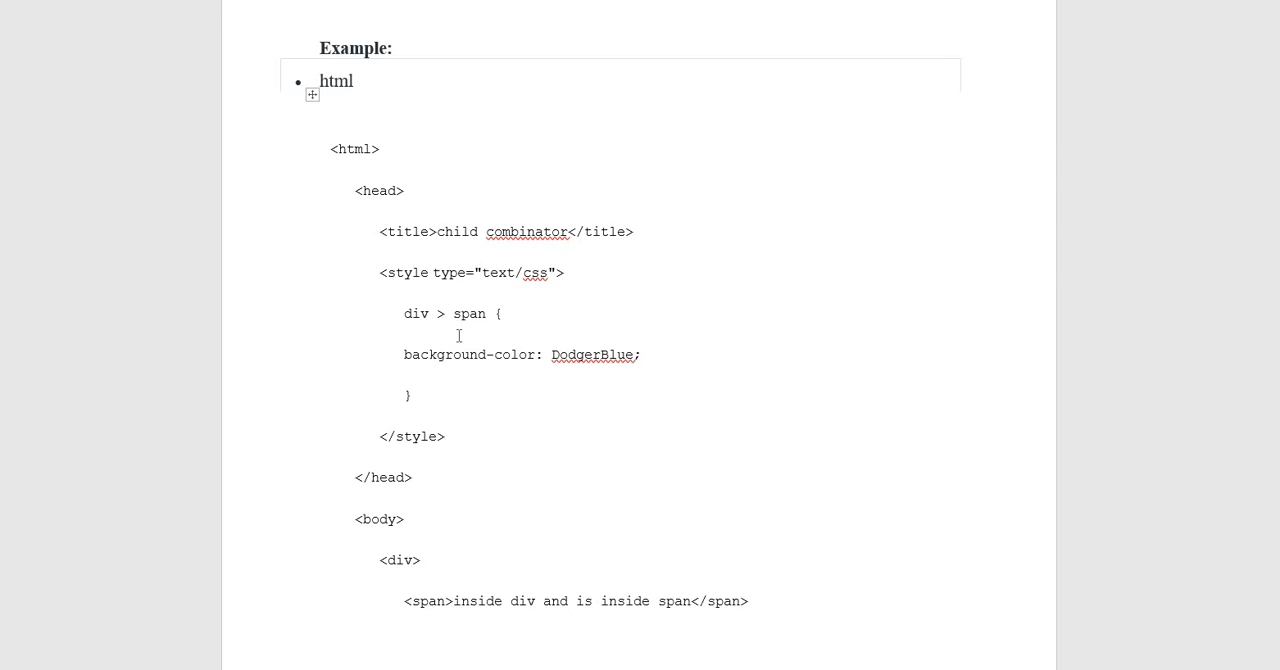 Example:
• html
<html>
<head>
<title>child combinator</title>
<style type="text/css">
div > span {
background-color: DodgerBlue;
}
</style>
</head>
<body>
<div>
<span>inside div and is inside span</span>